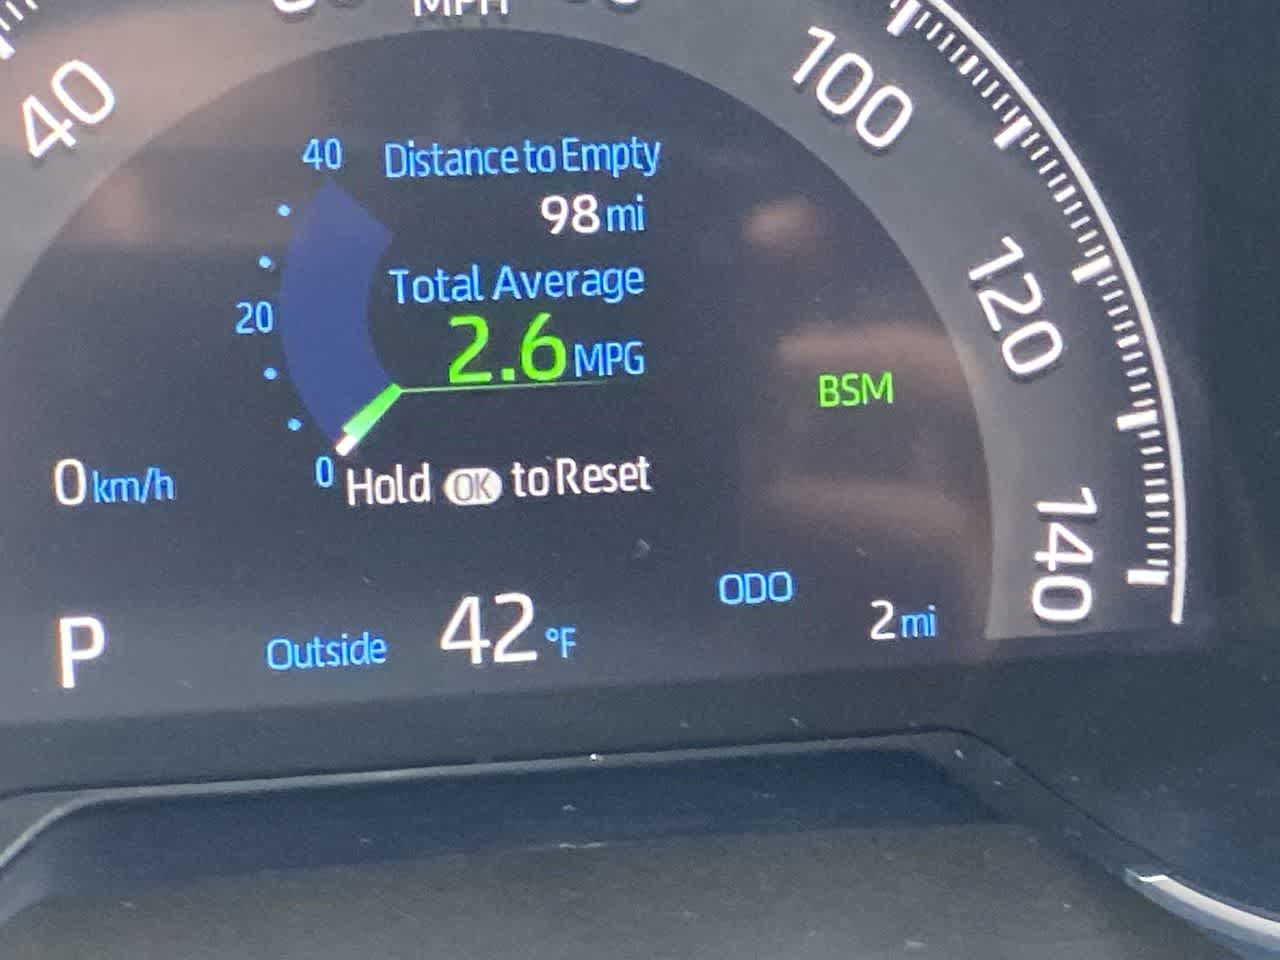 MPH
40
100
120
140
40 Distance to Empty
98 mi
Total Average
20
2.6 MPG
BSM
0 km/h
0 Hold OK to Reset
ODO
2 mi
P
Outside 42 °F